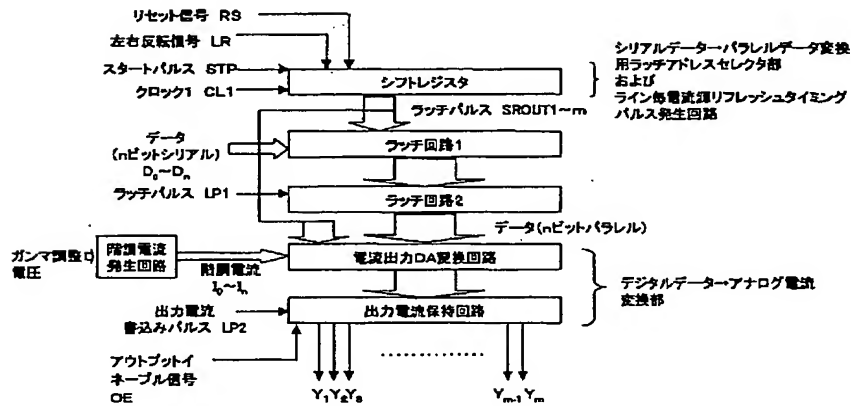 リセット信号 RS
左右反転信号 LR
スタートパルス STP
クロック1 CL1
シフトレジスタ
シリアルデータ→パラレルデータ変換
用ラッチアドレスセレクタ部
および
ライン毎電流源リフレッシュタイミング
パルス発生回路
ラッチパルス SROUT1~m
データ
(nビットシリアル)
D₀~Dₙ
ラッチ回路1
ラッチパルス LP1
ラッチ回路2
データ(nビットパラレル)
ガンマ調整
電圧
階調電流
発生回路
階調電流
I₀~Iₙ
電流出力DA変換回路
デジタルデータ→アナログ電流
変換部
出力電流
書込みパルス LP2
出力電流保持回路
アウトプットイ
ネーブル信号
OE
Y₁ Y₂ Y₃ ............ Yₘ₋₁ Yₘ